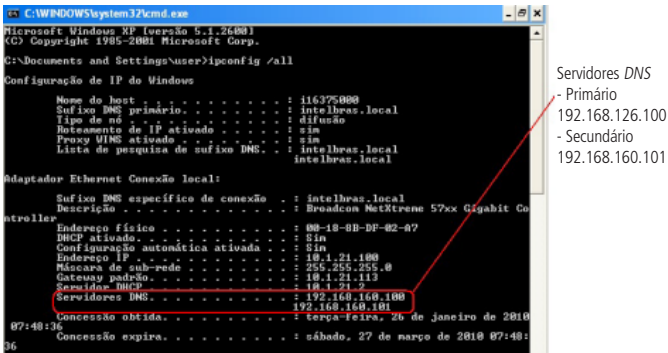 C:\WINDOWS\system32\cmd.exe
Microsoft Windows XP [versão 5.1.2600]
(C) Copyright 1985-2001 Microsoft Corp.
C:\Documents and Settings\user>ipconfig /all
Configuração de IP do Windows
Nome do host . . . . . . . . . . . : i16375000
Sufixo DNS primário. . . . . . . . : intelbras.local
Tipo de nó . . . . . . . . . . . . : difusão
Roteamento de IP ativado . . . . . : sim
Proxy WINS ativado . . . . . . . . : sim
Lista de pesquisa de sufixo DNS. . : intelbras.local
intelbras.local
Adaptador Ethernet Conexão local:
Sufixo DNS específico de conexão . : intelbras.local
Descrição . . . . . . . . . . . . : Broadcom NetXtreme 57xx Gigabit Co
ntroller
Endereço físico . . . . . . . . . : 00-18-8B-DF-02-A7
DHCP ativado. . . . . . . . . . . : Sim
Configuração automática ativada . . : Sim
Endereço IP . . . . . . . . . . . : 10.1.21.100
Máscara de sub-rede . . . . . . . : 255.255.255.0
Gateway padrão. . . . . . . . . . : 10.1.21.113
Servidor DHCP. . . . . . . . . . . : 10.1.21.2
Servidores DNS. . . . . . . . . . : 192.168.160.100
192.168.160.101
Concessão obtida. . . . . . . . . : terça-feira, 26 de janeiro de 2010
07:48:36
Concessão expira. . . . . . . . . : sábado, 27 de março de 2010 07:48:
36
Servidores DNS
- Primário
192.168.126.100
- Secundário
192.168.160.101